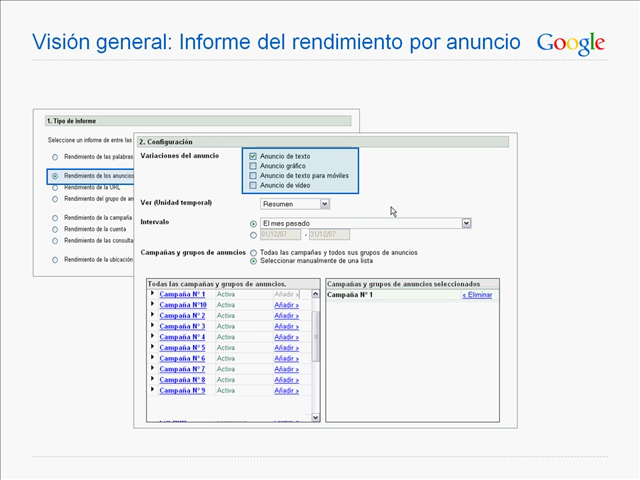 Visión general: Informe del rendimiento por anuncio
Google
1. Tipo de informe
Seleccione un informe de entre las
Rendimiento de las palabras
Rendimiento de los anuncios
Rendimiento de la URL
Rendimiento del grupo de an
Rendimiento de la campaña
Rendimiento de la cuenta
Rendimiento de las consulta
Rendimiento de la ubicación
2. Configuración
Variaciones del anuncio
Anuncio de texto
Anuncio gráfico
Anuncio de texto para móviles
Anuncio de vídeo
Ver (Unidad temporal)
Resumen
Intervalo
El mes pasado
01/12/07 - 31/12/07
Campañas y grupos de anuncios
Todas las campañas y todos sus grupos de anuncios
Seleccionar manualmente de una lista
Todas las campañas y grupos de anuncios.
Campaña Nº 1 Activa Añadir »
Campaña Nº10 Activa Añadir »
Campaña Nº 2 Activa Añadir »
Campaña Nº 3 Activa Añadir »
Campaña Nº 4 Activa Añadir »
Campaña Nº 5 Activa Añadir »
Campaña Nº 6 Activa Añadir »
Campaña Nº 7 Activa Añadir »
Campaña Nº 8 Activa Añadir »
Campaña Nº 9 Activa Añadir »
Campañas y grupos de anuncios seleccionados
Campaña Nº 1 « Eliminar